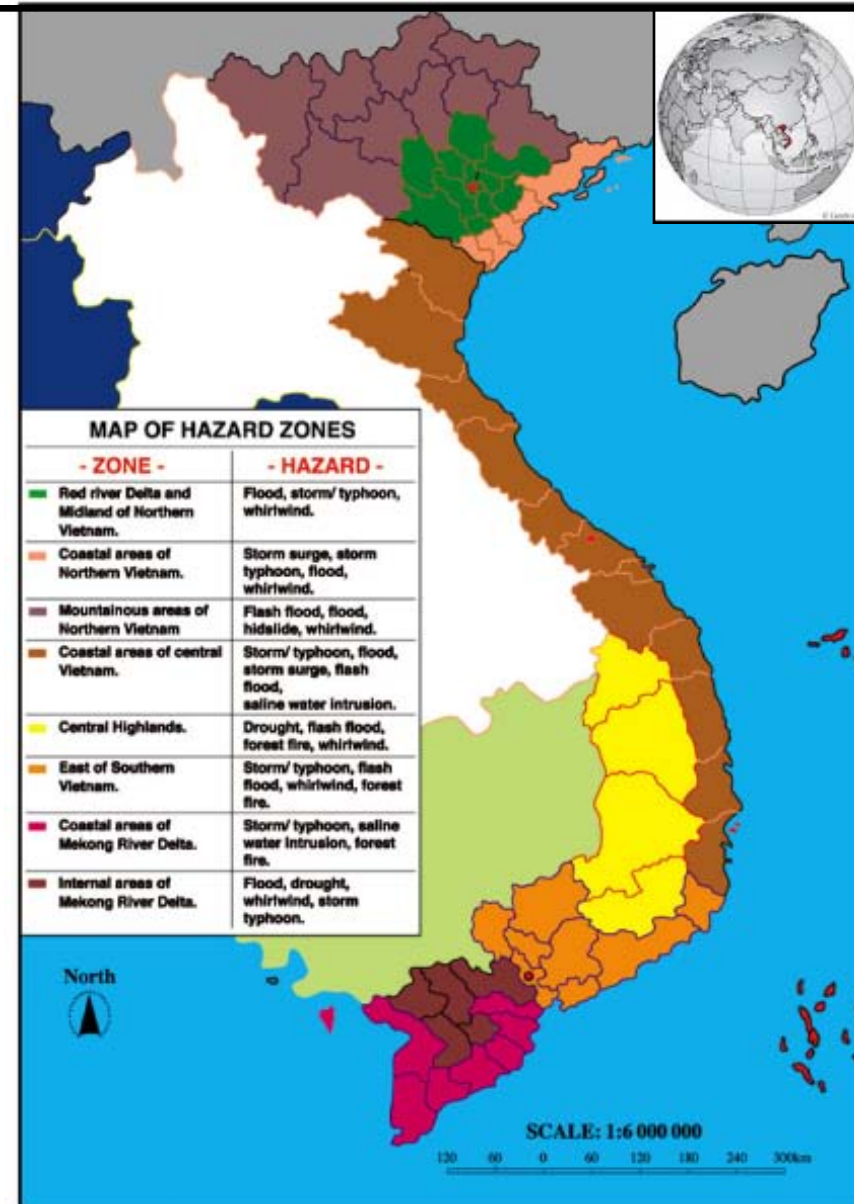 MAP OF HAZARD ZONES
- ZONE -
- HAZARD -
Red river Delta and
Midland of Northern
Vietnam.
Flood, storm/ typhoon,
whirlwind.
Coastal areas of
Northern Vietnam.
Storm surge, storm
typhoon, flood,
whirlwind.
Mountainous areas of
Northern Vietnam
Flash flood, flood,
hidslide, whirlwind.
Coastal areas of central
Vietnam.
Storm/ typhoon, flood,
storm surge, flash
flood,
saline water intrusion.
Central Highlands.
Drought, flash flood,
forest fire, whirlwind.
East of Southern
Vietnam.
Storm/ typhoon, flash
flood, whirlwind, forest
fire.
Coastal areas of
Mekong River Delta.
Storm/ typhoon, saline
water intrusion, forest
fire.
Internal areas of
Mekong River Delta.
Flood, drought,
whirlwind, storm
typhoon.
North
SCALE: 1:6 000 000
120 60 0 60 120 180 240 300km